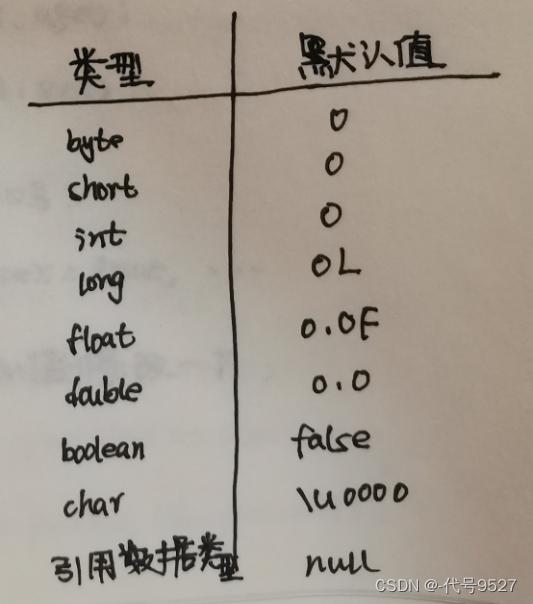 类型 默认值
byte 0
short 0
int 0
long 0L
float 0.0F
double 0.0
boolean false
char \u0000
引用数据类型 null
CSDN @-代号9527